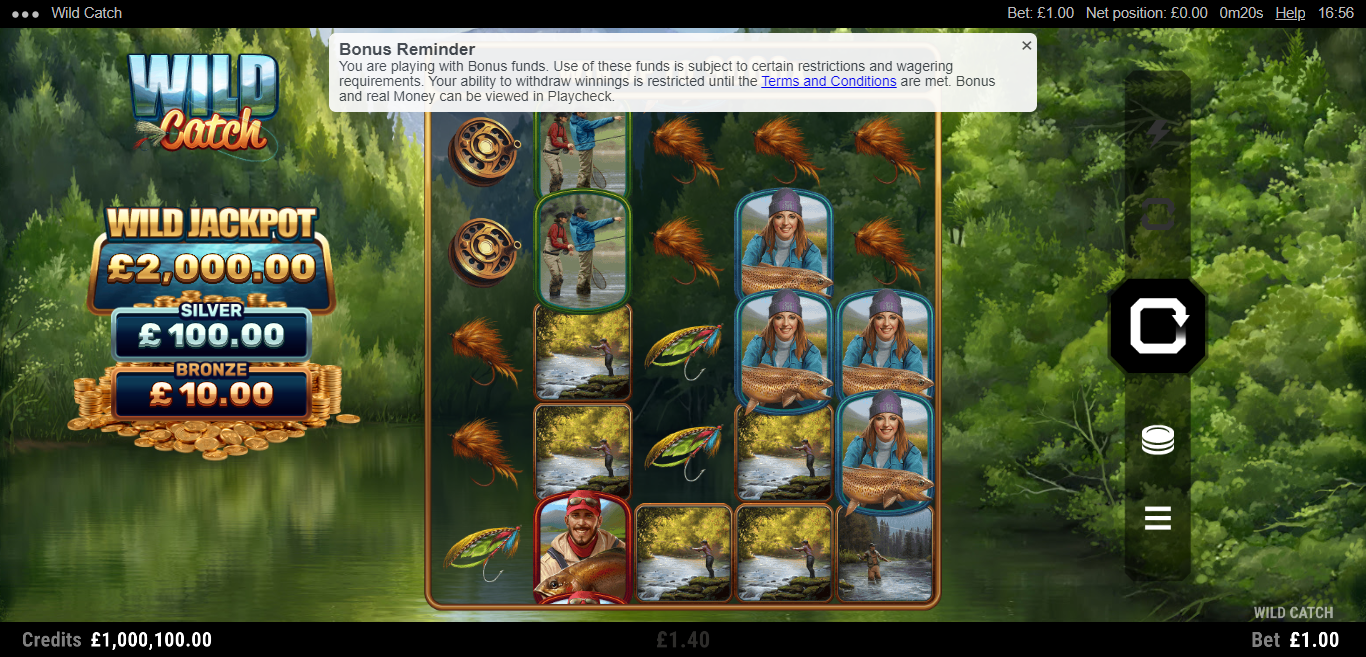 Wild Catch
Bet: £1.00 Net position: £0.00 0m20s Help 16:56
Bonus Reminder
You are playing with Bonus funds. Use of these funds is subject to certain restrictions and wagering
requirements. Your ability to withdraw winnings is restricted until the Terms and Conditions are met. Bonus
and real Money can be viewed in Playcheck.
WILD
Catch
WILD JACKPOT
£2,000.00
SILVER
£100.00
BRONZE
£10.00
WILD CATCH
Credits £1,000,100.00
£1.40
Bet £1.00